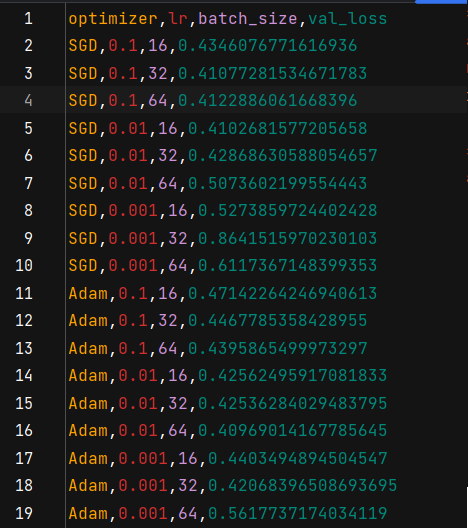 1 optimizer,lr,batch_size,val_loss
2 SGD,0.1,16,0.4346076771616936
3 SGD,0.1,32,0.41077281534671783
4 SGD,0.1,64,0.4122886061668396
5 SGD,0.01,16,0.4102681577205658
6 SGD,0.01,32,0.42868630588054657
7 SGD,0.01,64,0.5073602199554443
8 SGD,0.001,16,0.5273859724402428
9 SGD,0.001,32,0.8641515970230103
10 SGD,0.001,64,0.6117367148399353
11 Adam,0.1,16,0.47142264246940613
12 Adam,0.1,32,0.4467785358428955
13 Adam,0.1,64,0.4395865499973297
14 Adam,0.01,16,0.42562495917081833
15 Adam,0.01,32,0.42536284029483795
16 Adam,0.01,64,0.40969014167785645
17 Adam,0.001,16,0.4403494894504547
18 Adam,0.001,32,0.42068396508693695
19 Adam,0.001,64,0.5617737174034119